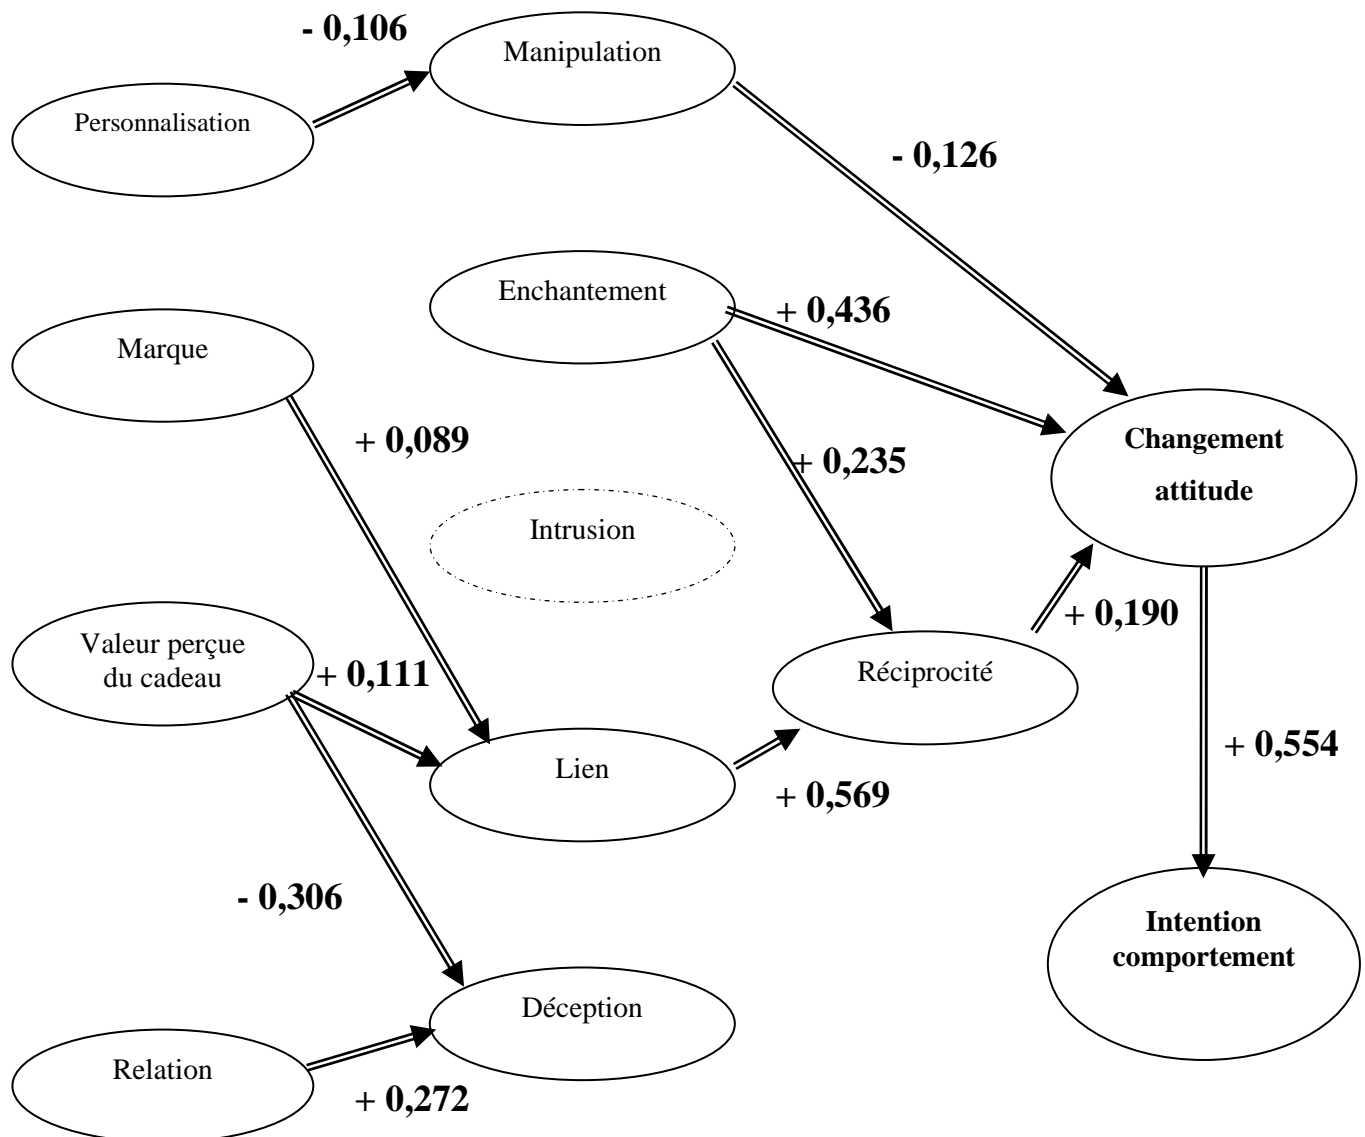 - 0,106
Manipulation
Personnalisation
- 0,126
Enchantement
+ 0,436
Marque
+ 0,089
+ 0,235
Changement
attitude
Intrusion
+ 0,190
Valeur perçue
du cadeau
+ 0,111
Réciprocité
Lien
+ 0,569
+ 0,554
- 0,306
Intention
comportement
Déception
Relation
+ 0,272